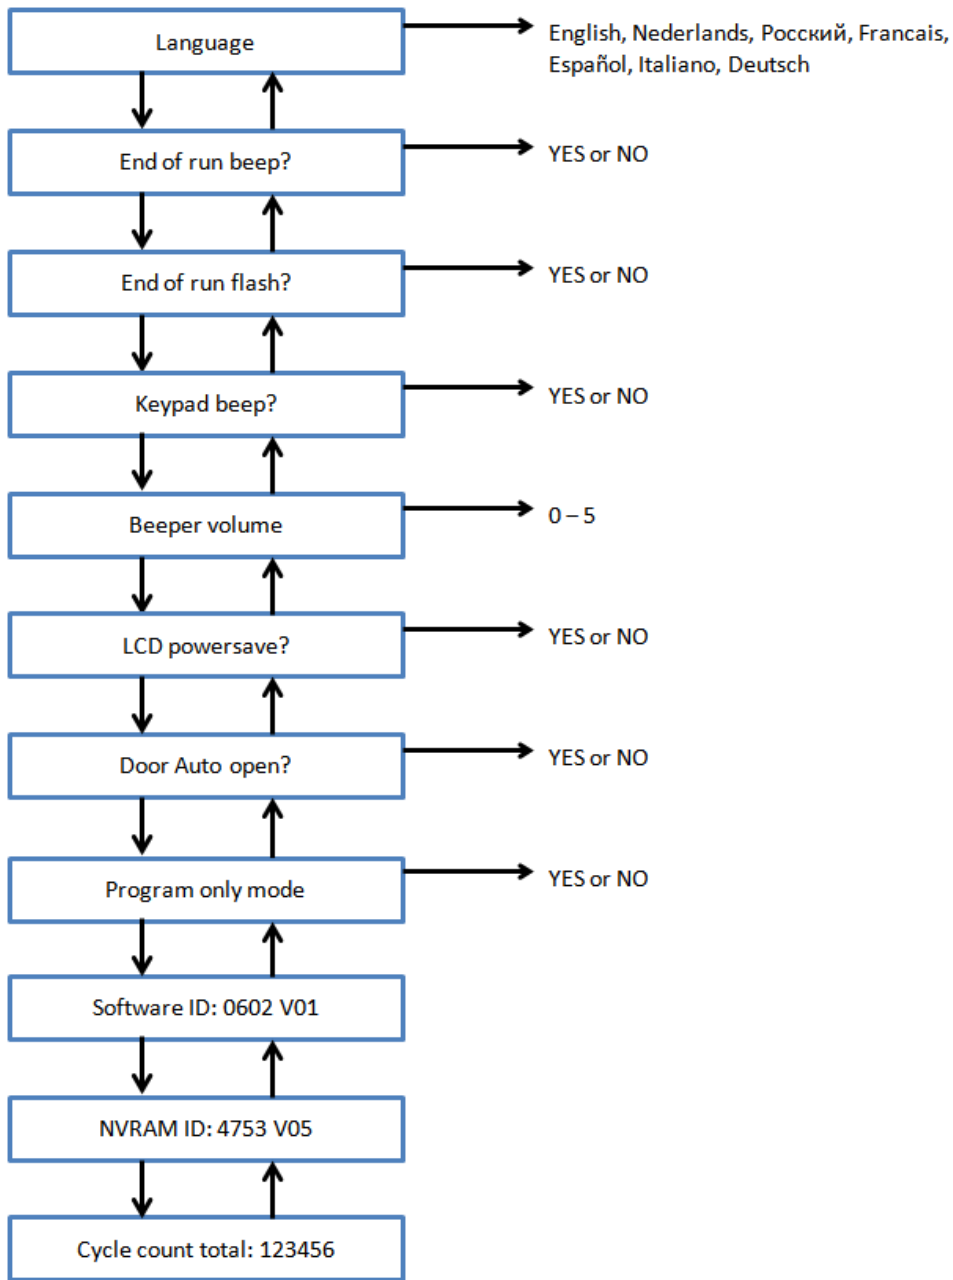 Language
English, Nederlands, Росский, Francais,
Español, Italiano, Deutsch
End of run beep?
YES or NO
End of run flash?
YES or NO
Keypad beep?
YES or NO
Beeper volume
0 – 5
LCD powersave?
YES or NO
Door Auto open?
YES or NO
Program only mode
YES or NO
Software ID: 0602 V01
NVRAM ID: 4753 V05
Cycle count total: 123456